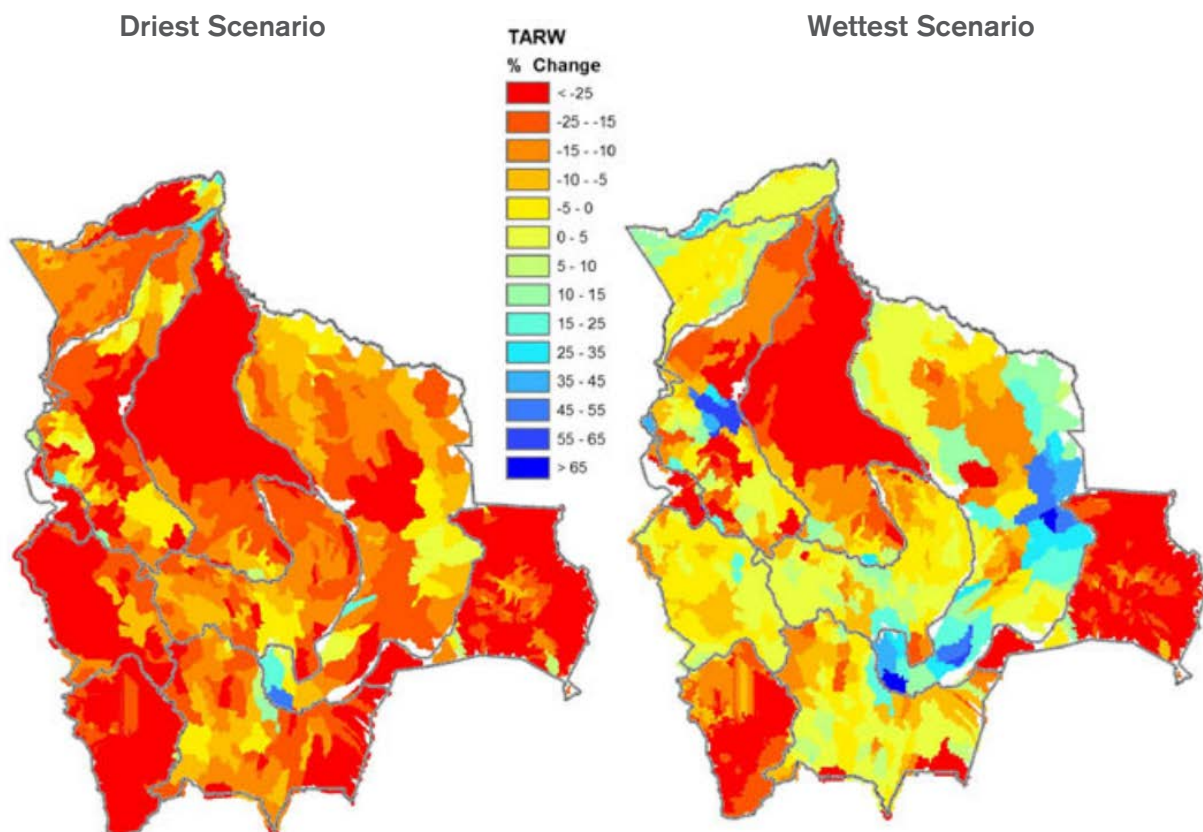 Driest Scenario
Wettest Scenario
TARW
% Change
< -25
-25 - -15
-15 - -10
-10 - -5
-5 - 0
0 - 5
5 - 10
10 - 15
15 - 25
25 - 35
35 - 45
45 - 55
55 - 65
> 65